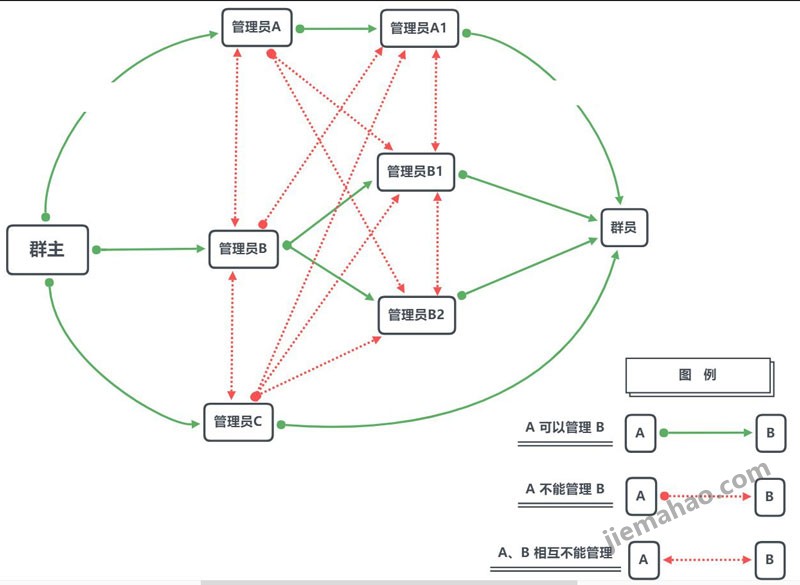 管理员A
管理员A1
管理员B1
群主
管理员B
群员
管理员B2
管理员C
图 例
A 可以管理 B
A
B
A 不能管理 B
A
B
A、B 相互不能管理
A
B
jiemahao.com